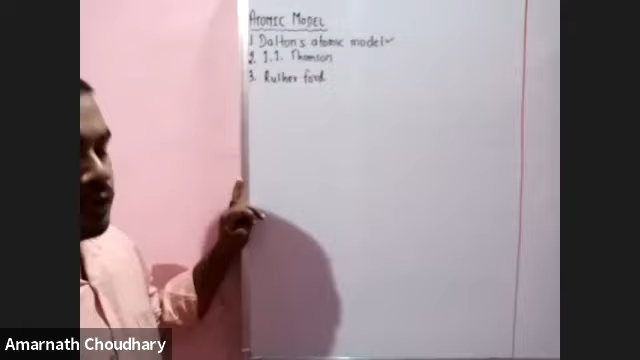 ATOMIC MODEL
1 Dalton's atomic model✓
2. J.J. Thomson
3. Ruther ford
Amarnath Choudhary